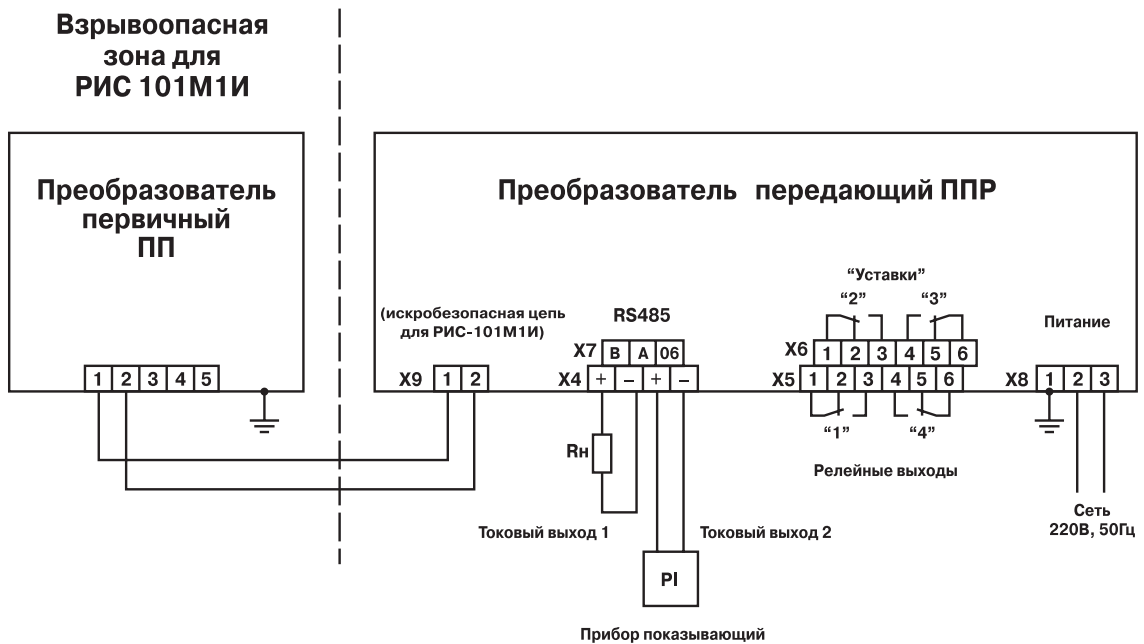 Взрывоопасная
зона для
РИС 101М1И
Преобразователь
первичный
ПП
1 2 3 4 5
Преобразователь передающий ППР
(искробезопасная цепь
для РИС-101М1И)
X9 1 2
RS485
X7 B A 06
X4 + – + –
Rн
Токовый выход 1
Токовый выход 2
PI
Прибор показывающий
“Уставки”
“2” “3”
X6 1 2 3 4 5 6
X5 1 2 3 4 5 6
“1” “4”
Релейные выходы
Питание
X8 1 2 3
Сеть
220В, 50Гц